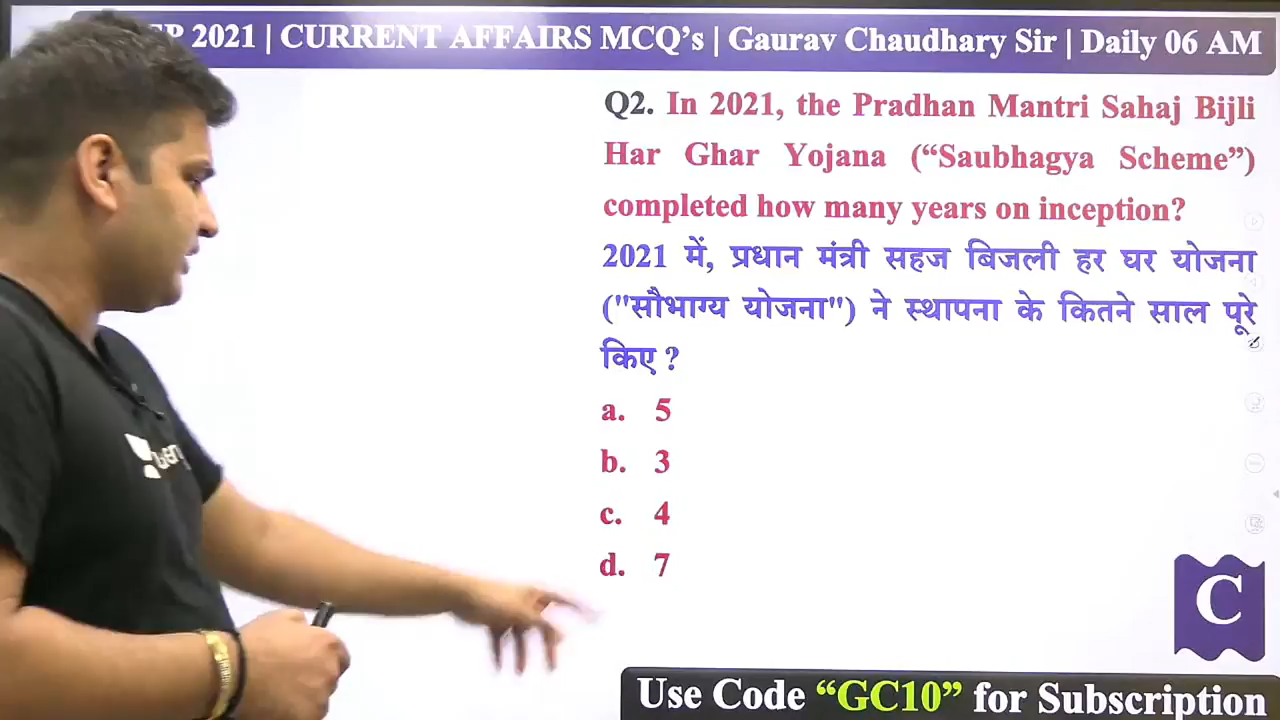 2021 | CURRENT AFFAIRS MCQ’s | Gaurav Chaudhary Sir | Daily 06 AM
Q2. In 2021, the Pradhan Mantri Sahaj Bijli
Har Ghar Yojana (“Saubhagya Scheme”)
completed how many years on inception?
2021 में, प्रधान मंत्री सहज बिजली हर घर योजना
("सौभाग्य योजना") ने स्थापना के कितने साल पूरे
किए ?
a. 5
b. 3
c. 4
d. 7
C
Use Code “GC10” for Subscription